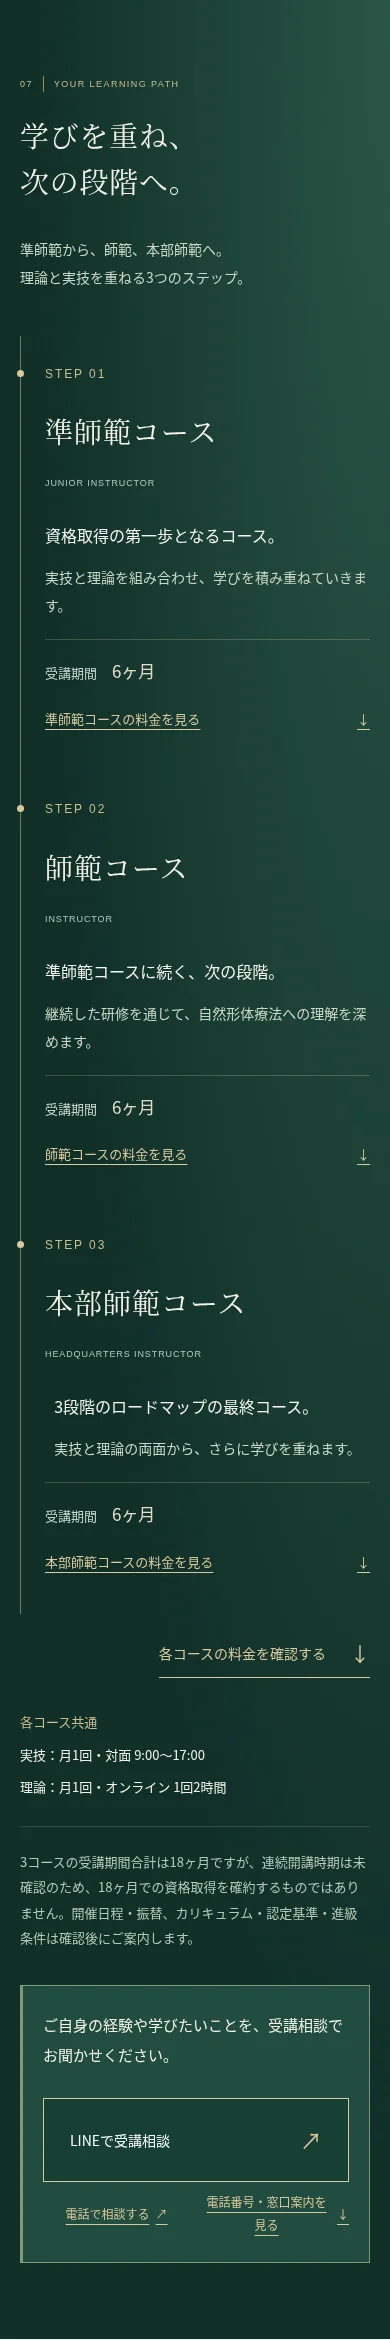 07 YOUR LEARNING PATH
学びを重ね、
次の段階へ。
準師範から、師範、本部師範へ。
理論と実技を重ねる3つのステップ。
STEP 01
準師範コース
JUNIOR INSTRUCTOR
資格取得の第一歩となるコース。
実技と理論を組み合わせ、学びを積み重ねていきま
す。
受講期間 6ヶ月
準師範コースの料金を見る ↓
STEP 02
師範コース
INSTRUCTOR
準師範コースに続く、次の段階。
継続した研修を通じて、自然形体療法への理解を深
めます。
受講期間 6ヶ月
師範コースの料金を見る ↓
STEP 03
本部師範コース
HEADQUARTERS INSTRUCTOR
3段階のロードマップの最終コース。
実技と理論の両面から、さらに学びを重ねます。
受講期間 6ヶ月
本部師範コースの料金を見る ↓
各コースの料金を確認する ↓
各コース共通
実技：月1回・対面 9:00〜17:00
理論：月1回・オンライン 1回2時間
3コースの受講期間合計は18ヶ月ですが、連続開講時期は未
確認のため、18ヶ月での資格取得を確約するものではあり
ません。開催日程・振替、カリキュラム・認定基準・進級
条件は確認後にご案内します。
ご自身の経験や学びたいことを、受講相談で
お聞かせください。
LINEで受講相談 ↗
電話で相談する ↗
電話番号・窓口案内を
見る ↓